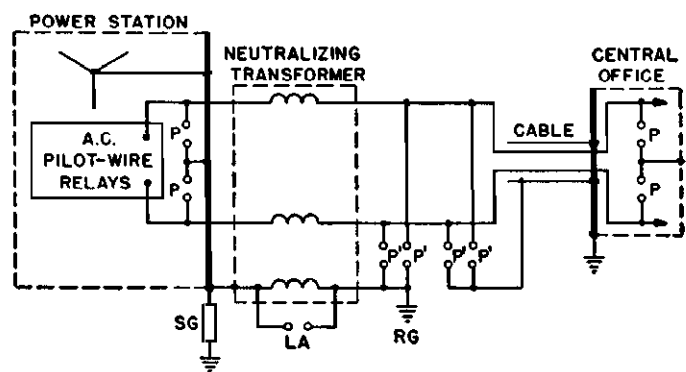 POWER STATION
NEUTRALIZING
TRANSFORMER
CENTRAL
OFFICE
A.C.
PILOT-WIRE
RELAYS
P
P
CABLE
P
P
P' P' P' P'
SG
LA
RG